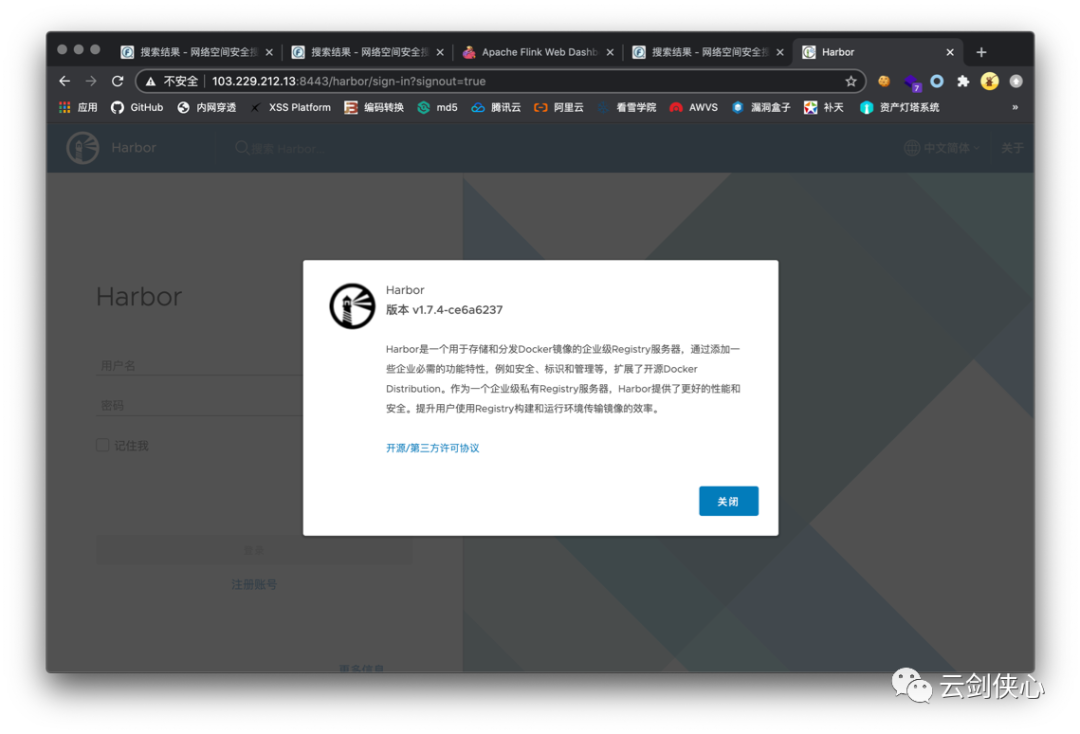 搜索结果 - 网络空间安全 搜索结果 - 网络空间安全 Apache Flink Web Dashb 搜索结果 - 网络空间安全 Harbor
不安全 103.229.212.13:8443/harbor/sign-in?signout=true
7
应用 GitHub 内网穿透 XSS Platform 编码转换 md5 腾讯云 阿里云 看雪学院 AWVS 漏洞盒子 补天 资产灯塔系统 »
Harbor 搜索 Harbor... 中文简体 关于
Harbor
用户名
密码
记住我
登录
注册账号
更多信息
Harbor
版本 v1.7.4-ce6a6237
Harbor是一个用于存储和分发Docker镜像的企业级Registry服务器，通过添加一
些企业必需的功能特性，例如安全、标识和管理等，扩展了开源Docker
Distribution。作为一个企业级私有Registry服务器，Harbor提供了更好的性能和
安全。提升用户使用Registry构建和运行环境传输镜像的效率。
开源/第三方许可协议
关闭
云剑侠心